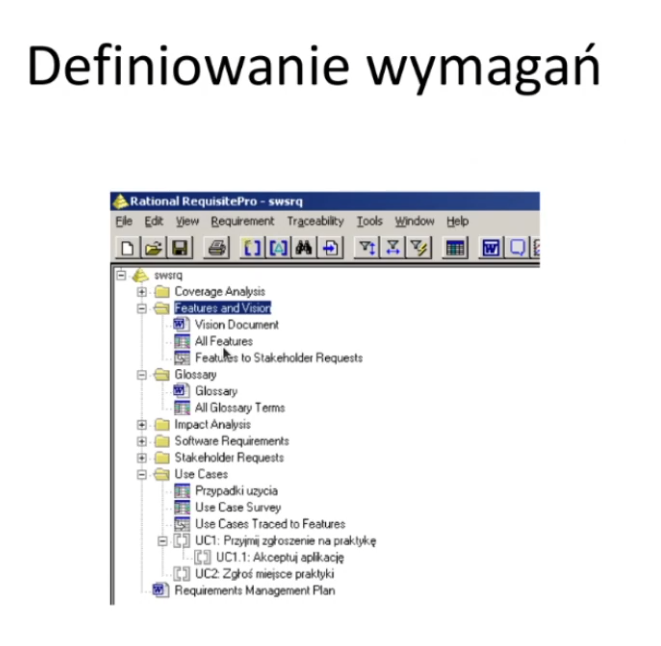 Definiowanie wymagań
Rational RequisitePro - swsrq
File Edit View Requirement Traceability Tools Window Help
swsrq
Coverage Analysis
Features and Vision
Vision Document
All Features
Features to Stakeholder Requests
Glossary
Glossary
All Glossary Terms
Impact Analysis
Software Requirements
Stakeholder Requests
Use Cases
Przypadki uzycia
Use Case Survey
Use Cases Traced to Features
UC1: Przyjmij zgłoszenie na praktykę
UC1.1: Akceptuj aplikację
UC2: Zgłoś miejsce praktyki
Requirements Management Plan